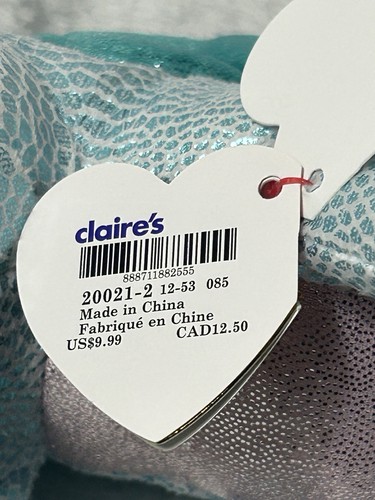 claire's
888711882555
20021-2 12-53 085
Made in China
Fabriqué en Chine
US$9.99 CAD12.50